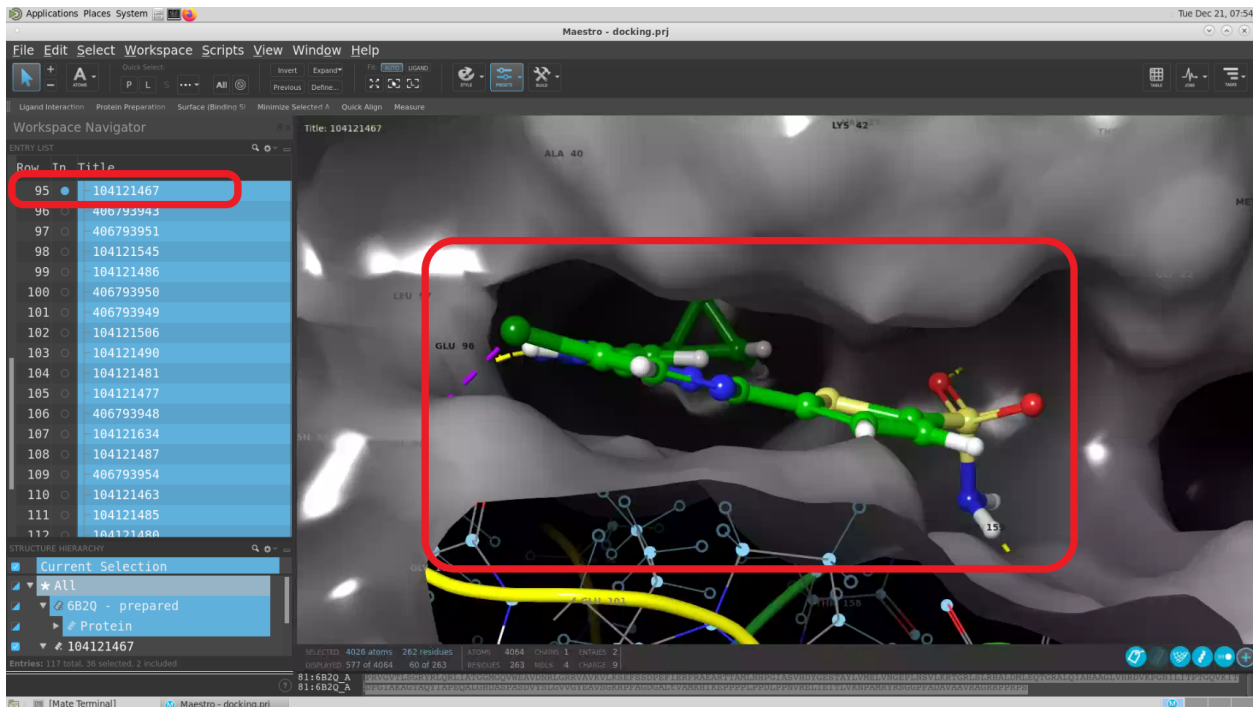 Applications Places System
Tue Dec 21, 07:54
Maestro - docking.prj
File Edit Select Workspace Scripts View Window Help
Quick Select:
Invert Expand
Fit: AUTO LIGAND
+
−
A
ATOMS
P L S ... All
Previous Define...
STYLE PRESETS BUILD
TABLE JOBS TASKS
Ligand Interaction Protein Preparation Surface (Binding Si Minimize Selected A Quick Align Measure
Workspace Navigator
ENTRY LIST
Row In Title
95 104121467
96 406793943
97 406793951
98 104121545
99 104121486
100 406793950
101 406793949
102 104121506
103 104121490
104 104121481
105 104121477
106 406793948
107 104121634
108 104121487
109 406793954
110 104121463
111 104121485
112 104121480
STRUCTURE HIERARCHY
Current Selection
All
6B2Q - prepared
Protein
104121467
Entries: 117 total, 36 selected, 2 included
Title: 104121467
LYS 42
ALA 40
GLU 96
THR 158
SELECTED 4026 atoms 262 residues ATOMS 4064 CHAINS 1 ENTRIES 2
DISPLAYED 577 of 4064 60 of 263 RESIDUES 263 MOLS 4 CHARGE 9
81:6B2Q_A
81:6B2Q_A
[Mate Terminal] Maestro - docking.prj